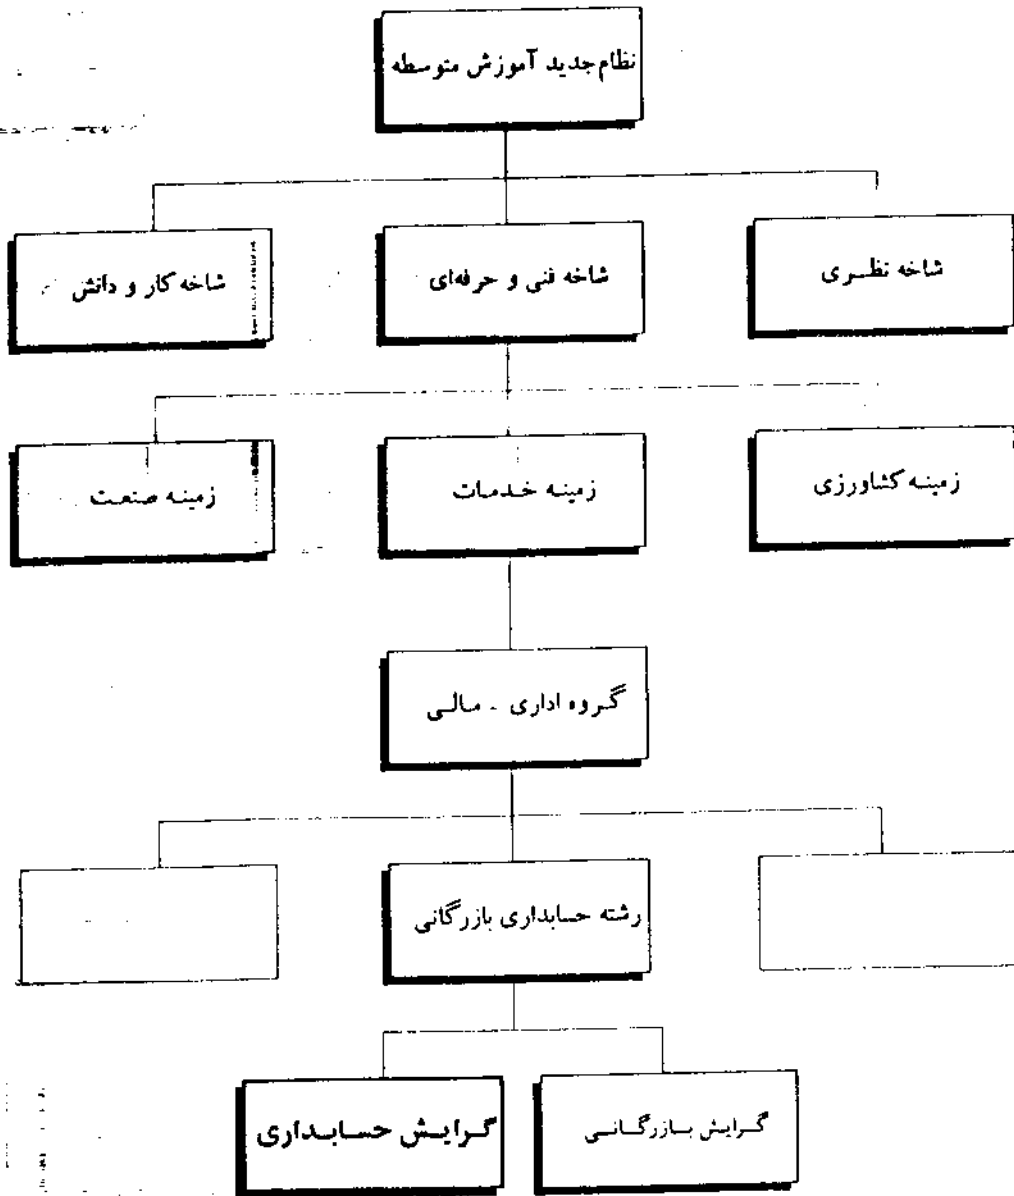 نظام جدید آموزش متوسطه
شاخه نظری
شاخه فنی و حرفه‌ای
شاخه کار و دانش
زمینه کشاورزی
زمینه خدمات
زمینه صنعت
گروه اداری - مالی
رشته حسابداری بازرگانی
گرایش بازرگانی
گرایش حسابداری